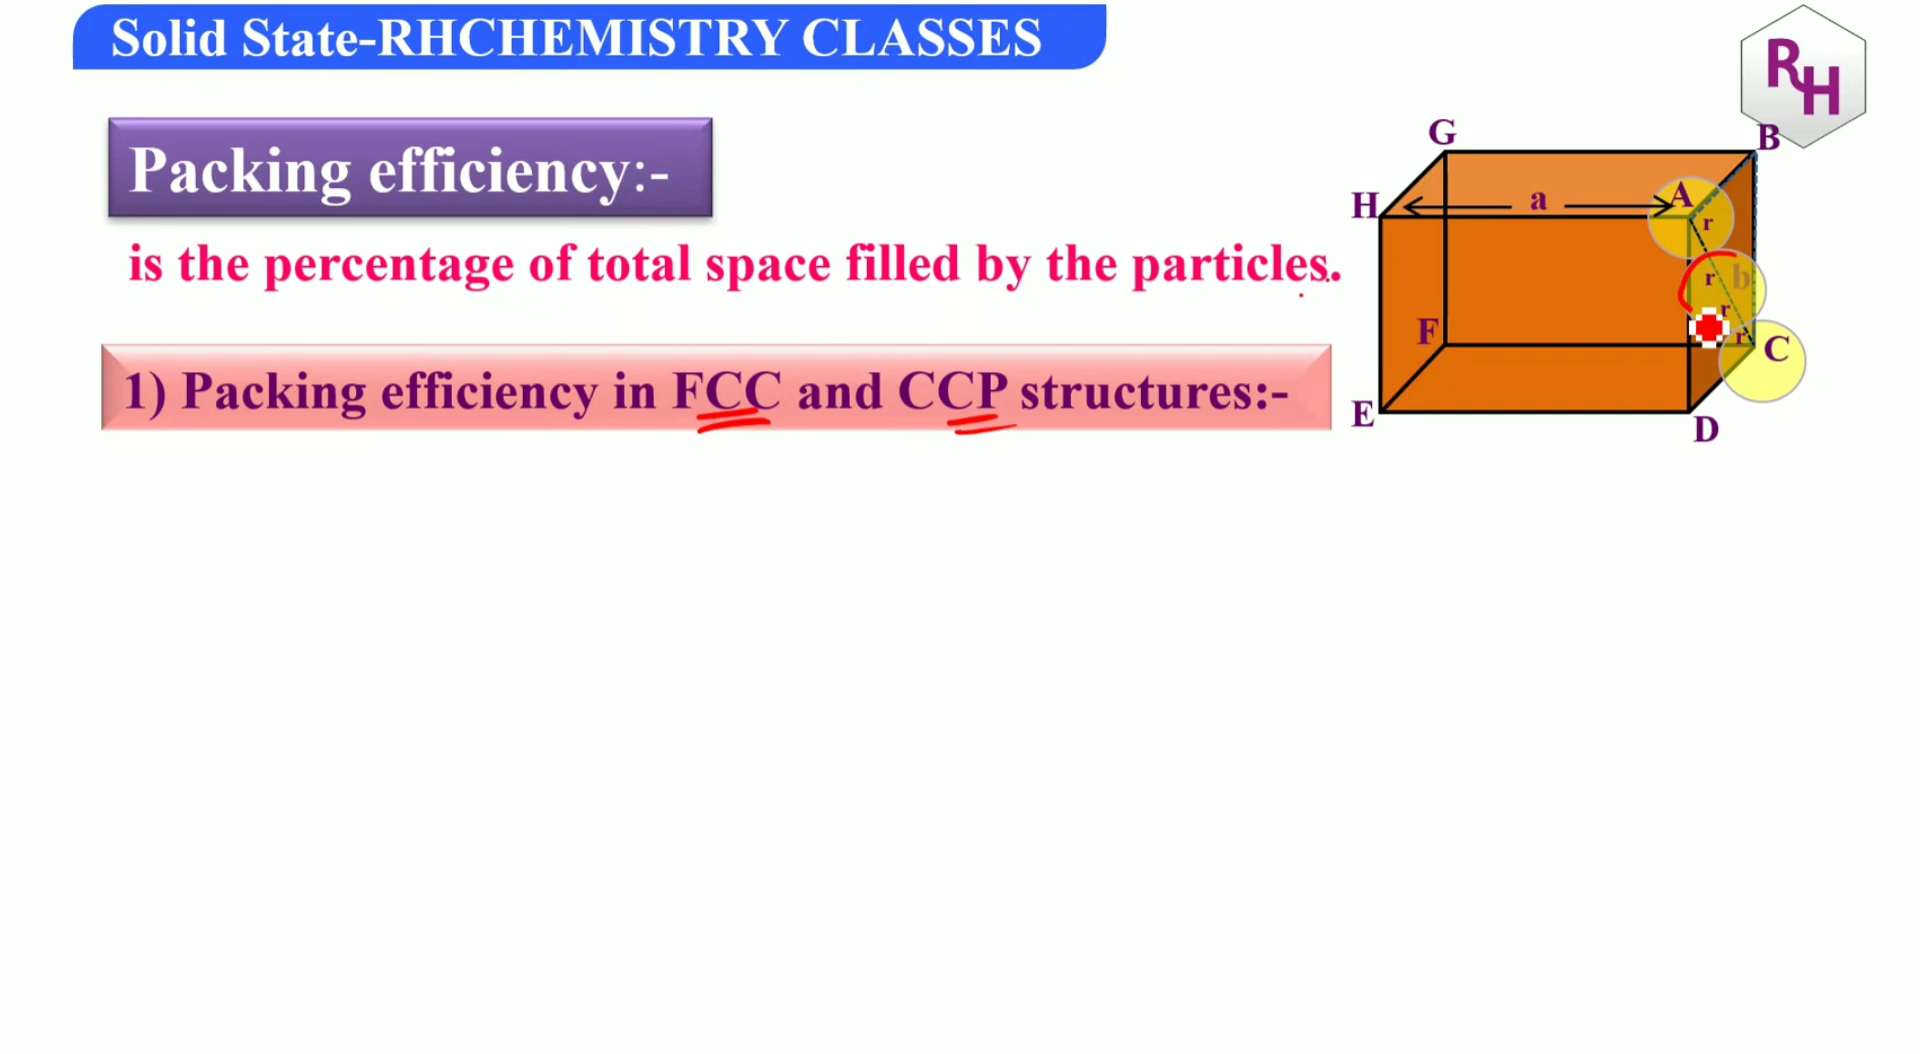 Solid State-RHCHEMISTRY CLASSES
RH
Packing efficiency:-
is the percentage of total space filled by the particles.
1) Packing efficiency in FCC and CCP structures:-
G
B
H
a
A
r
r
b
r
F
r
C
E
D